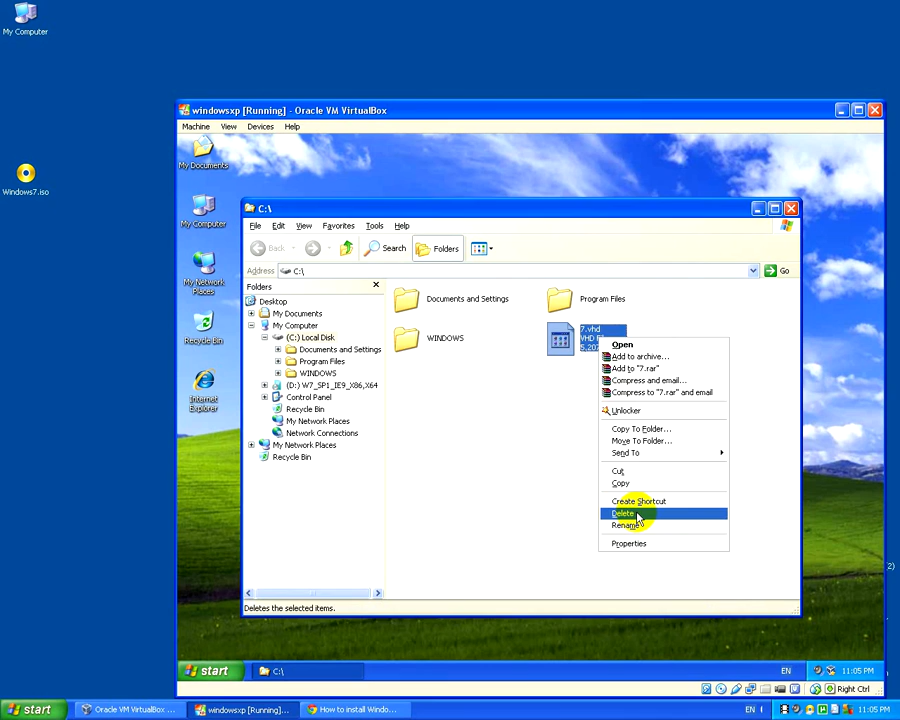 My Computer
Windows7.iso
windowsxp [Running] - Oracle VM VirtualBox
Machine View Devices Help
My Documents
My Computer
My Network
Places
Recycle Bin
Internet
Explorer
C:\
File Edit View Favorites Tools Help
Back Search Folders
Address C:\ Go
Folders
Desktop
My Documents
My Computer
(C:) Local Disk
Documents and Settings
Program Files
WINDOWS
(D:) W7_SP1_IE9_X86,X64
Control Panel
Recycle Bin
My Network Places
Network Connections
My Network Places
Recycle Bin
Documents and Settings
Program Files
WINDOWS
7.vhd
VHD
Open
Add to archive...
Add to "7.rar"
Compress and email...
Compress to "7.rar" and email
Unlocker
Copy To Folder...
Move To Folder...
Send To
Cut
Copy
Create Shortcut
Delete
Rename
Properties
Deletes the selected items.
2)
start C:\ EN 11:05 PM
Right Ctrl
start Oracle VM VirtualBox ... windowsxp [Running]... How to install Windo... EN 11:05 PM